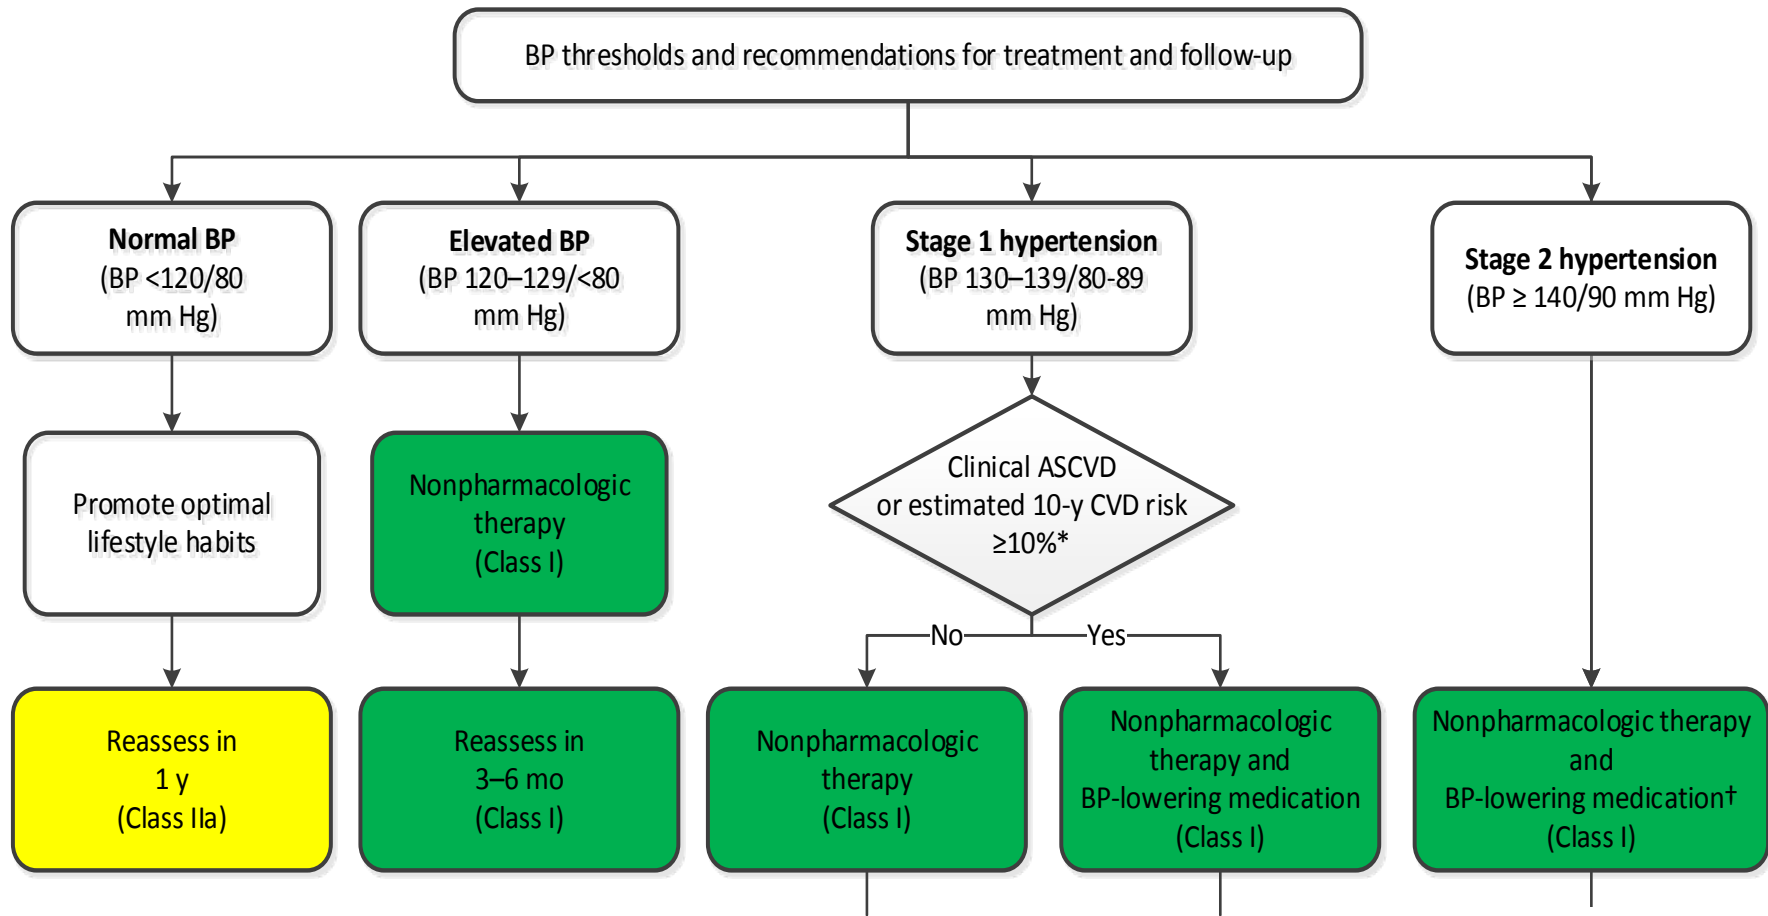 BP thresholds and recommendations for treatment and follow-up
Normal BP
(BP <120/80
mm Hg)
Elevated BP
(BP 120–129/<80
mm Hg)
Stage 1 hypertension
(BP 130–139/80-89
mm Hg)
Stage 2 hypertension
(BP ≥ 140/90 mm Hg)
Promote optimal
lifestyle habits
Nonpharmacologic
therapy
(Class I)
Clinical ASCVD
or estimated 10-y CVD risk
≥10%*
No
Yes
Reassess in
1 y
(Class IIa)
Reassess in
3–6 mo
(Class I)
Nonpharmacologic
therapy
(Class I)
Nonpharmacologic
therapy and
BP-lowering medication
(Class I)
Nonpharmacologic therapy
and
BP-lowering medication†
(Class I)